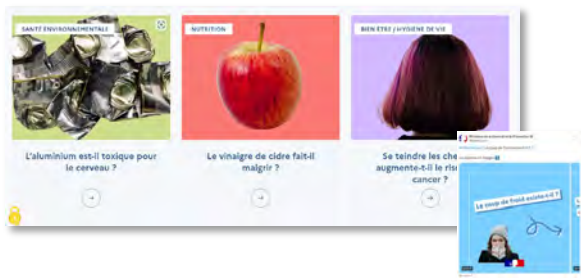 SANTÉ ENVIRONNEMENTALE
NUTRITION
BIEN ÊTRE / HYGIÈNE DE VIE
L'aluminium est-il toxique pour
le cerveau ?
Le vinaigre de cidre fait-il
maigrir ?
Se teindre les che
augmente-t-il le ris
cancer ?
Le coup de froid existe-t-il ?